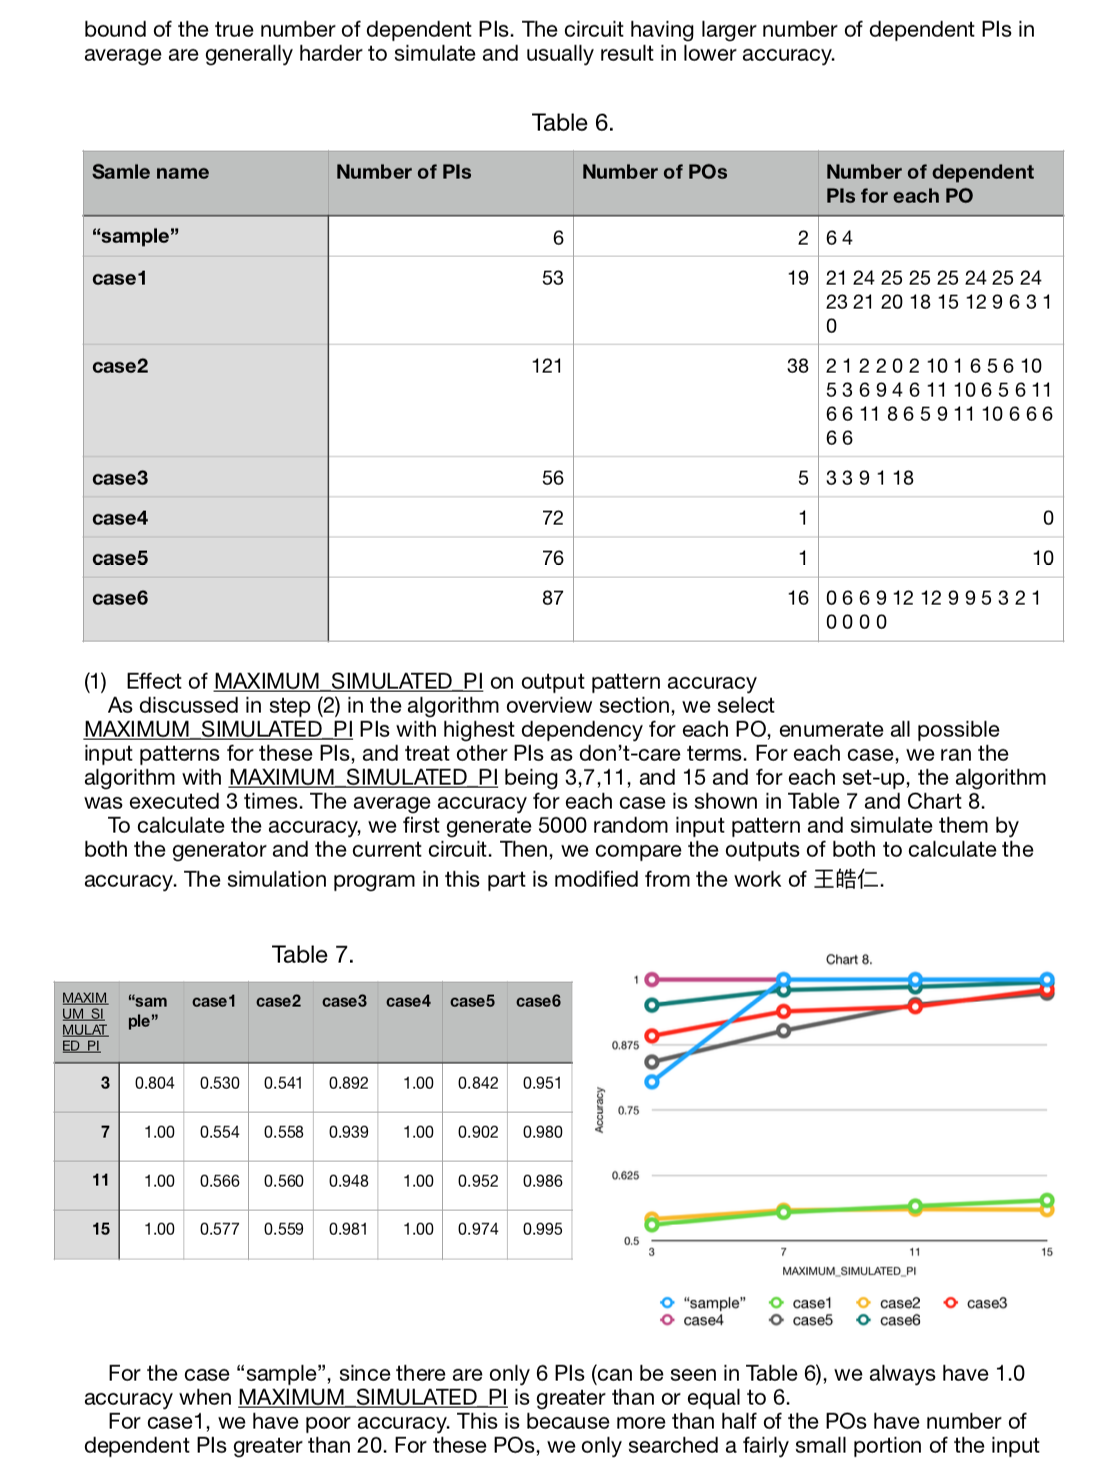 bound of the true number of dependent PIs. The circuit having larger number of dependent PIs in
average are generally harder to simulate and usually result in lower accuracy.
Table 6.
Samle name Number of PIs Number of POs Number of dependent
PIs for each PO
“sample” 6 2 6 4
case1 53 19 21 24 25 25 25 24 25 24
23 21 20 18 15 12 9 6 3 1
0
case2 121 38 2 1 2 2 0 2 10 1 6 5 6 10
5 3 6 9 4 6 11 10 6 5 6 11
6 6 11 8 6 5 9 11 10 6 6 6
6 6
case3 56 5 3 3 9 1 18
case4 72 1 0
case5 76 1 10
case6 87 16 0 6 6 9 12 12 9 9 5 3 2 1
0 0 0 0
(1) Effect of MAXIMUM_SIMULATED_PI on output pattern accuracy
As discussed in step (2) in the algorithm overview section, we select
MAXIMUM_SIMULATED_PI PIs with highest dependency for each PO, enumerate all possible
input patterns for these PIs, and treat other PIs as don’t-care terms. For each case, we ran the
algorithm with MAXIMUM_SIMULATED_PI being 3,7,11, and 15 and for each set-up, the algorithm
was executed 3 times. The average accuracy for each case is shown in Table 7 and Chart 8.
To calculate the accuracy, we first generate 5000 random input pattern and simulate them by
both the generator and the current circuit. Then, we compare the outputs of both to calculate the
accuracy. The simulation program in this part is modified from the work of 王皓仁.
Table 7.
MAXIM
UM_SI
MULAT
ED_PI
“sam
ple”
case1 case2 case3 case4 case5 case6
3 0.804 0.530 0.541 0.892 1.00 0.842 0.951
7 1.00 0.554 0.558 0.939 1.00 0.902 0.980
11 1.00 0.566 0.560 0.948 1.00 0.952 0.986
15 1.00 0.577 0.559 0.981 1.00 0.974 0.995
Chart 8.
Accuracy
1
0.875
0.75
0.625
0.5
3 7 11 15
MAXIMUM_SIMULATED_PI
“sample” case1 case2 case3
case4 case5 case6
For the case “sample”, since there are only 6 PIs (can be seen in Table 6), we always have 1.0
accuracy when MAXIMUM_SIMULATED_PI is greater than or equal to 6.
For case1, we have poor accuracy. This is because more than half of the POs have number of
dependent PIs greater than 20. For these POs, we only searched a fairly small portion of the input